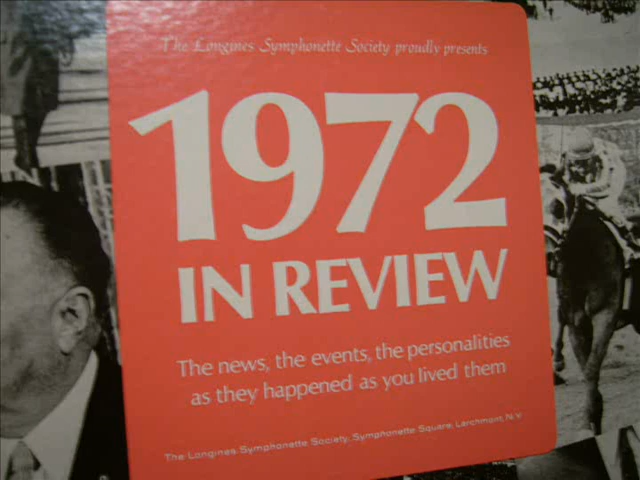 The Longines Symphonette Society proudly presents
1972
IN REVIEW
The news, the events, the personalities
as they happened as you lived them
The Longines Symphonette Society, Symphonette Square, Larchmont, N.Y.